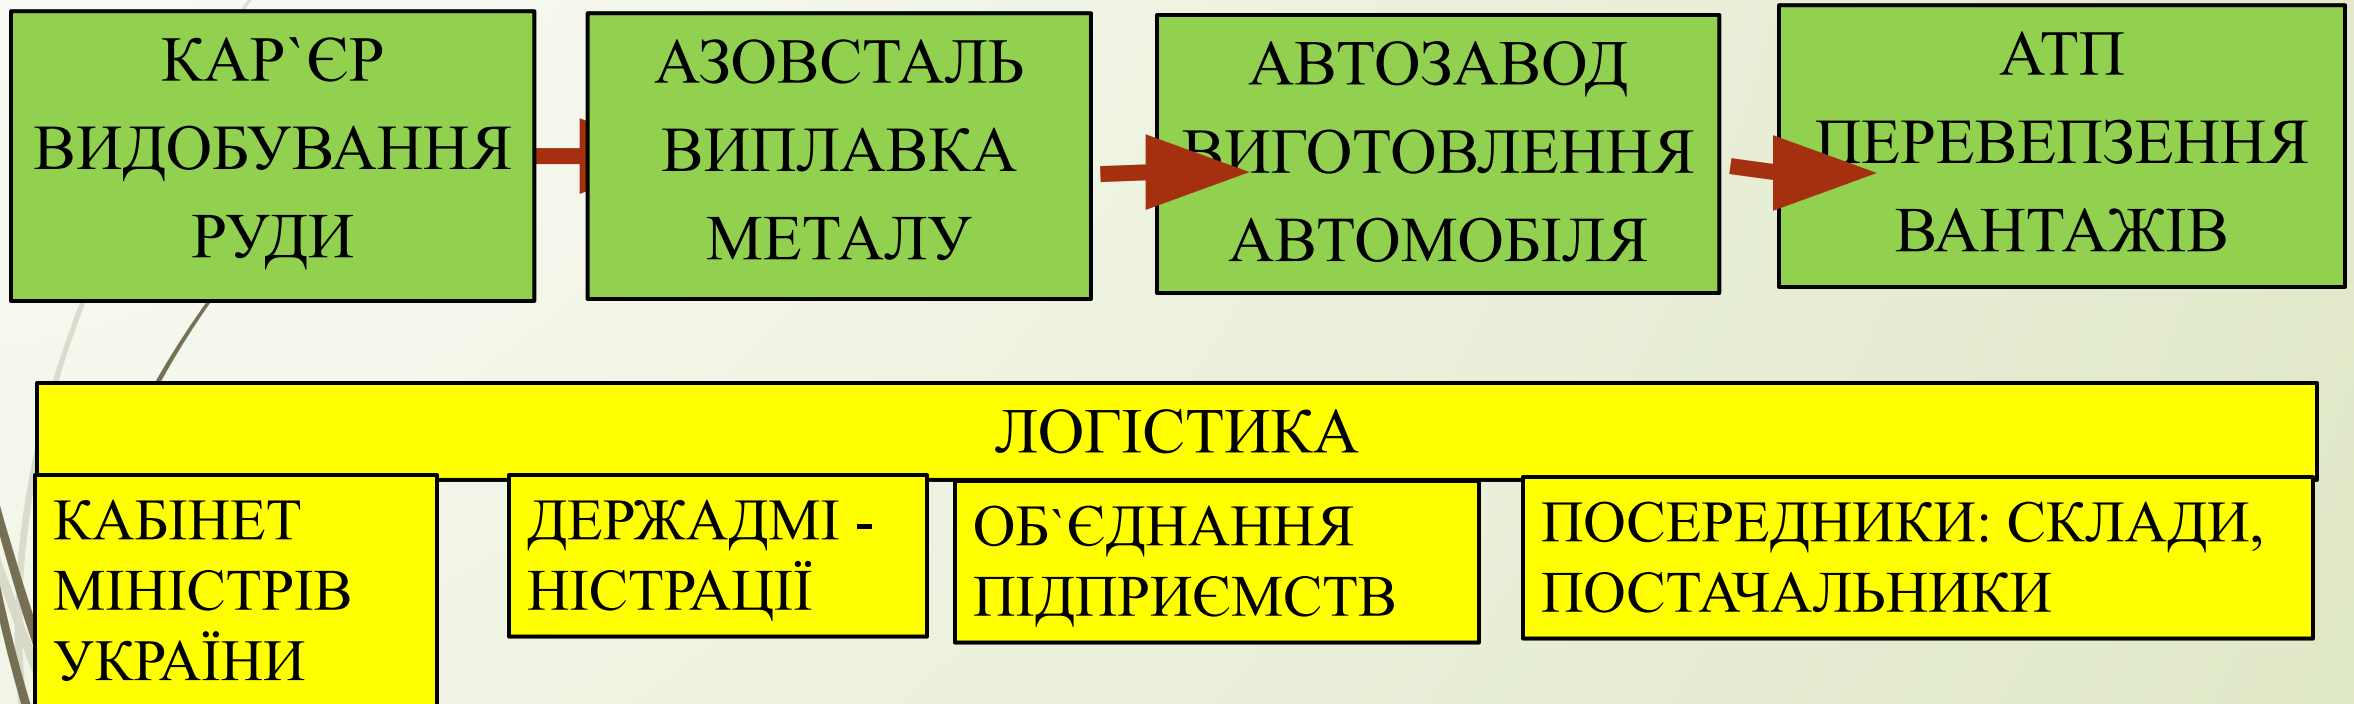 КАР`ЄР
ВИДОБУВАННЯ
РУДИ
АЗОВСТАЛЬ
ВИПЛАВКА
МЕТАЛУ
АВТОЗАВОД
ВИГОТОВЛЕННЯ
АВТОМОБІЛЯ
АТП
ПЕРЕВЕПЗЕННЯ
ВАНТАЖІВ
ЛОГІСТИКА
КАБІНЕТ
МІНІСТРІВ
УКРАЇНИ
ДЕРЖАДМІ -
НІСТРАЦІЇ
ОБ`ЄДНАННЯ
ПІДПРИЄМСТВ
ПОСЕРЕДНИКИ: СКЛАДИ,
ПОСТАЧАЛЬНИКИ